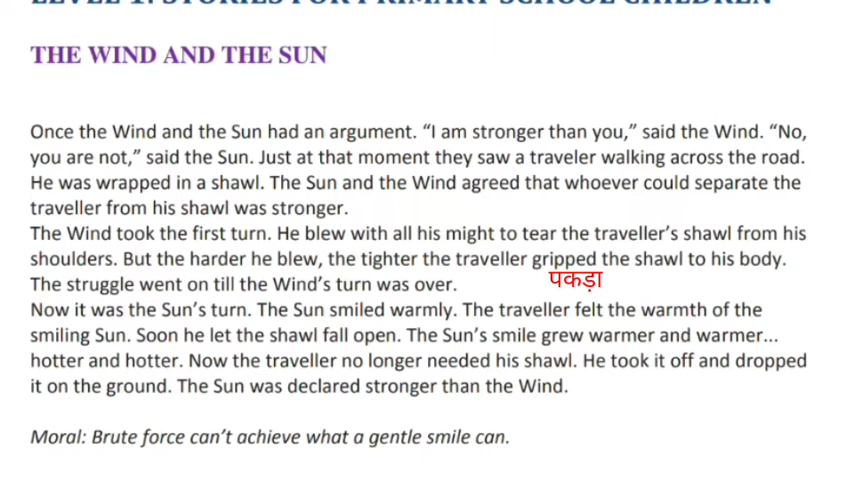 LEVEL 1: STORIES FOR PRIMARY SCHOOL CHILDREN
THE WIND AND THE SUN
Once the Wind and the Sun had an argument. “I am stronger than you,” said the Wind. “No,
you are not,” said the Sun. Just at that moment they saw a traveler walking across the road.
He was wrapped in a shawl. The Sun and the Wind agreed that whoever could separate the
traveller from his shawl was stronger.
The Wind took the first turn. He blew with all his might to tear the traveller’s shawl from his
shoulders. But the harder he blew, the tighter the traveller gripped the shawl to his body.
पकड़ा
The struggle went on till the Wind’s turn was over.
Now it was the Sun’s turn. The Sun smiled warmly. The traveller felt the warmth of the
smiling Sun. Soon he let the shawl fall open. The Sun’s smile grew warmer and warmer...
hotter and hotter. Now the traveller no longer needed his shawl. He took it off and dropped
it on the ground. The Sun was declared stronger than the Wind.
Moral: Brute force can’t achieve what a gentle smile can.